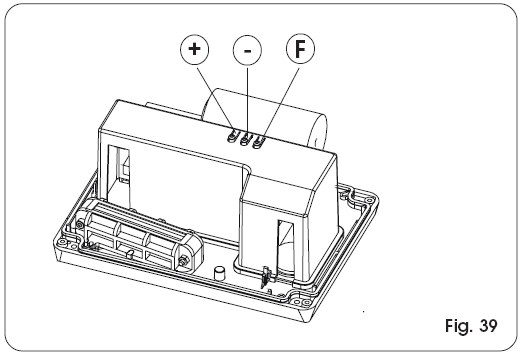 + - F
Fig. 39